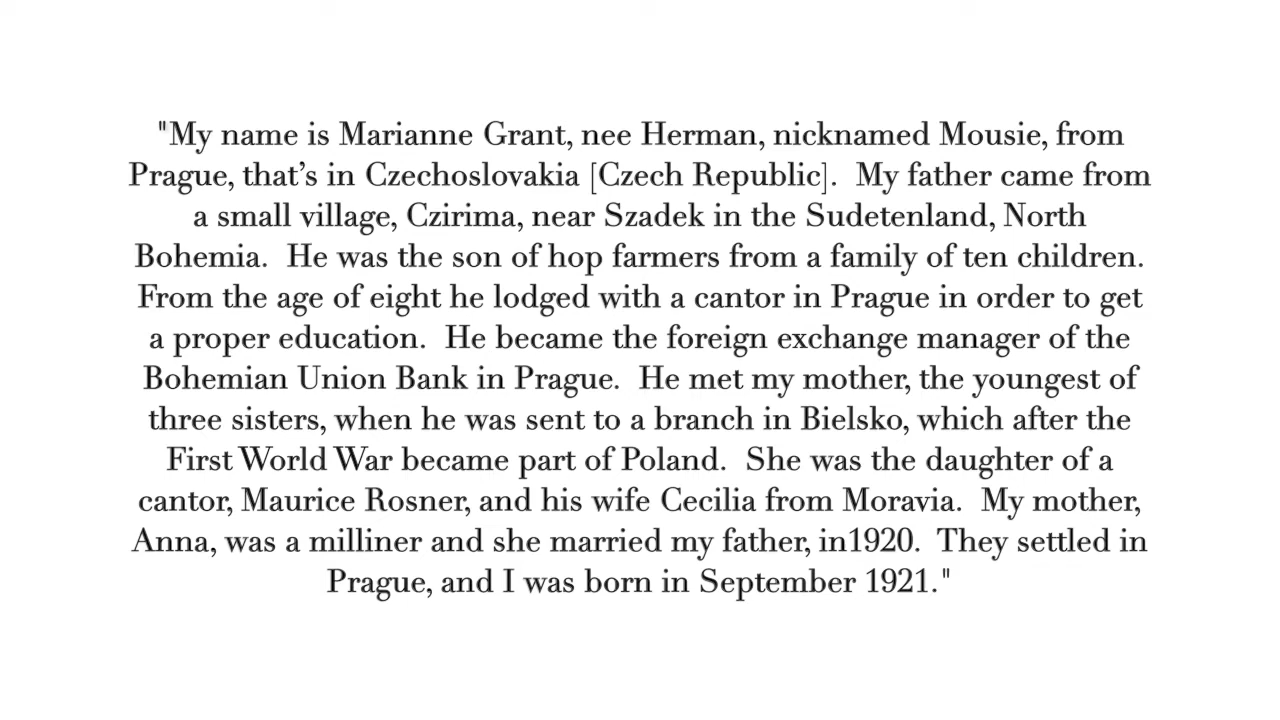 "My name is Marianne Grant, nee Herman, nicknamed Mousie, from
Prague, that’s in Czechoslovakia [Czech Republic].  My father came from
a small village, Czirima, near Szadek in the Sudetenland, North
Bohemia.  He was the son of hop farmers from a family of ten children.
From the age of eight he lodged with a cantor in Prague in order to get
a proper education.  He became the foreign exchange manager of the
Bohemian Union Bank in Prague.  He met my mother, the youngest of
three sisters, when he was sent to a branch in Bielsko, which after the
First World War became part of Poland.  She was the daughter of a
cantor, Maurice Rosner, and his wife Cecilia from Moravia.  My mother,
Anna, was a milliner and she married my father, in1920.  They settled in
Prague, and I was born in September 1921."